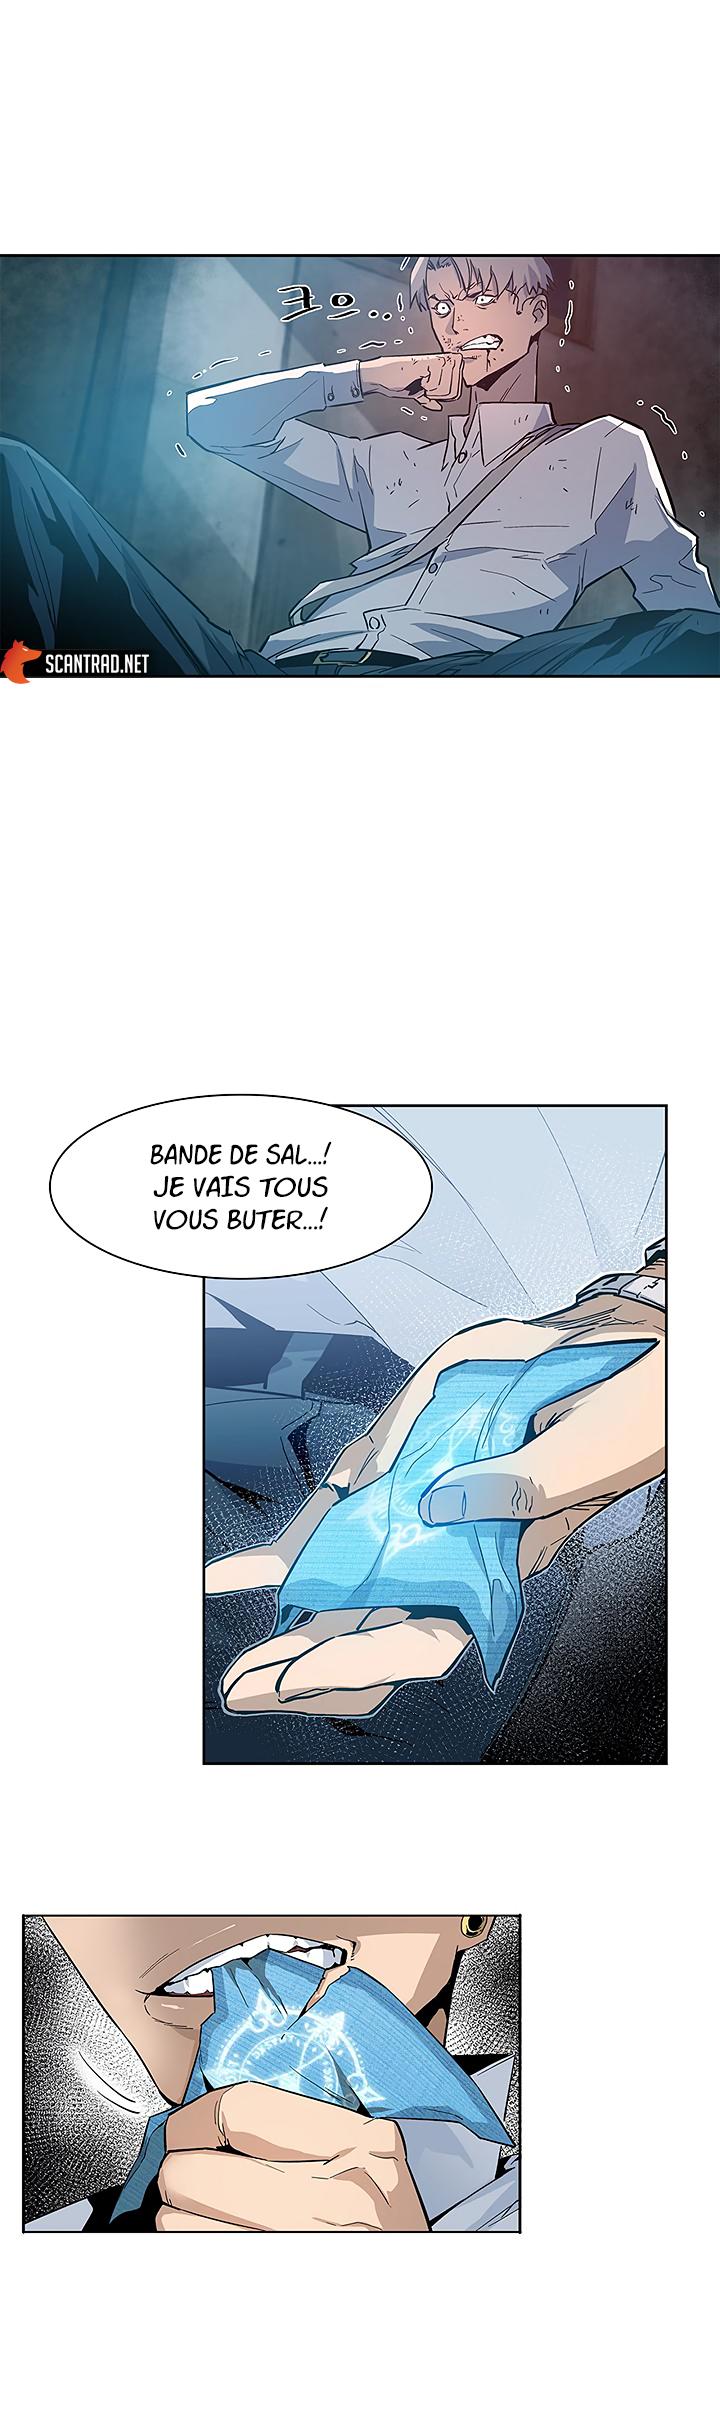 크으..
SCANTRAD.NET
BANDE DE SAL...!
JE VAIS TOUS
VOUS BUTER...!